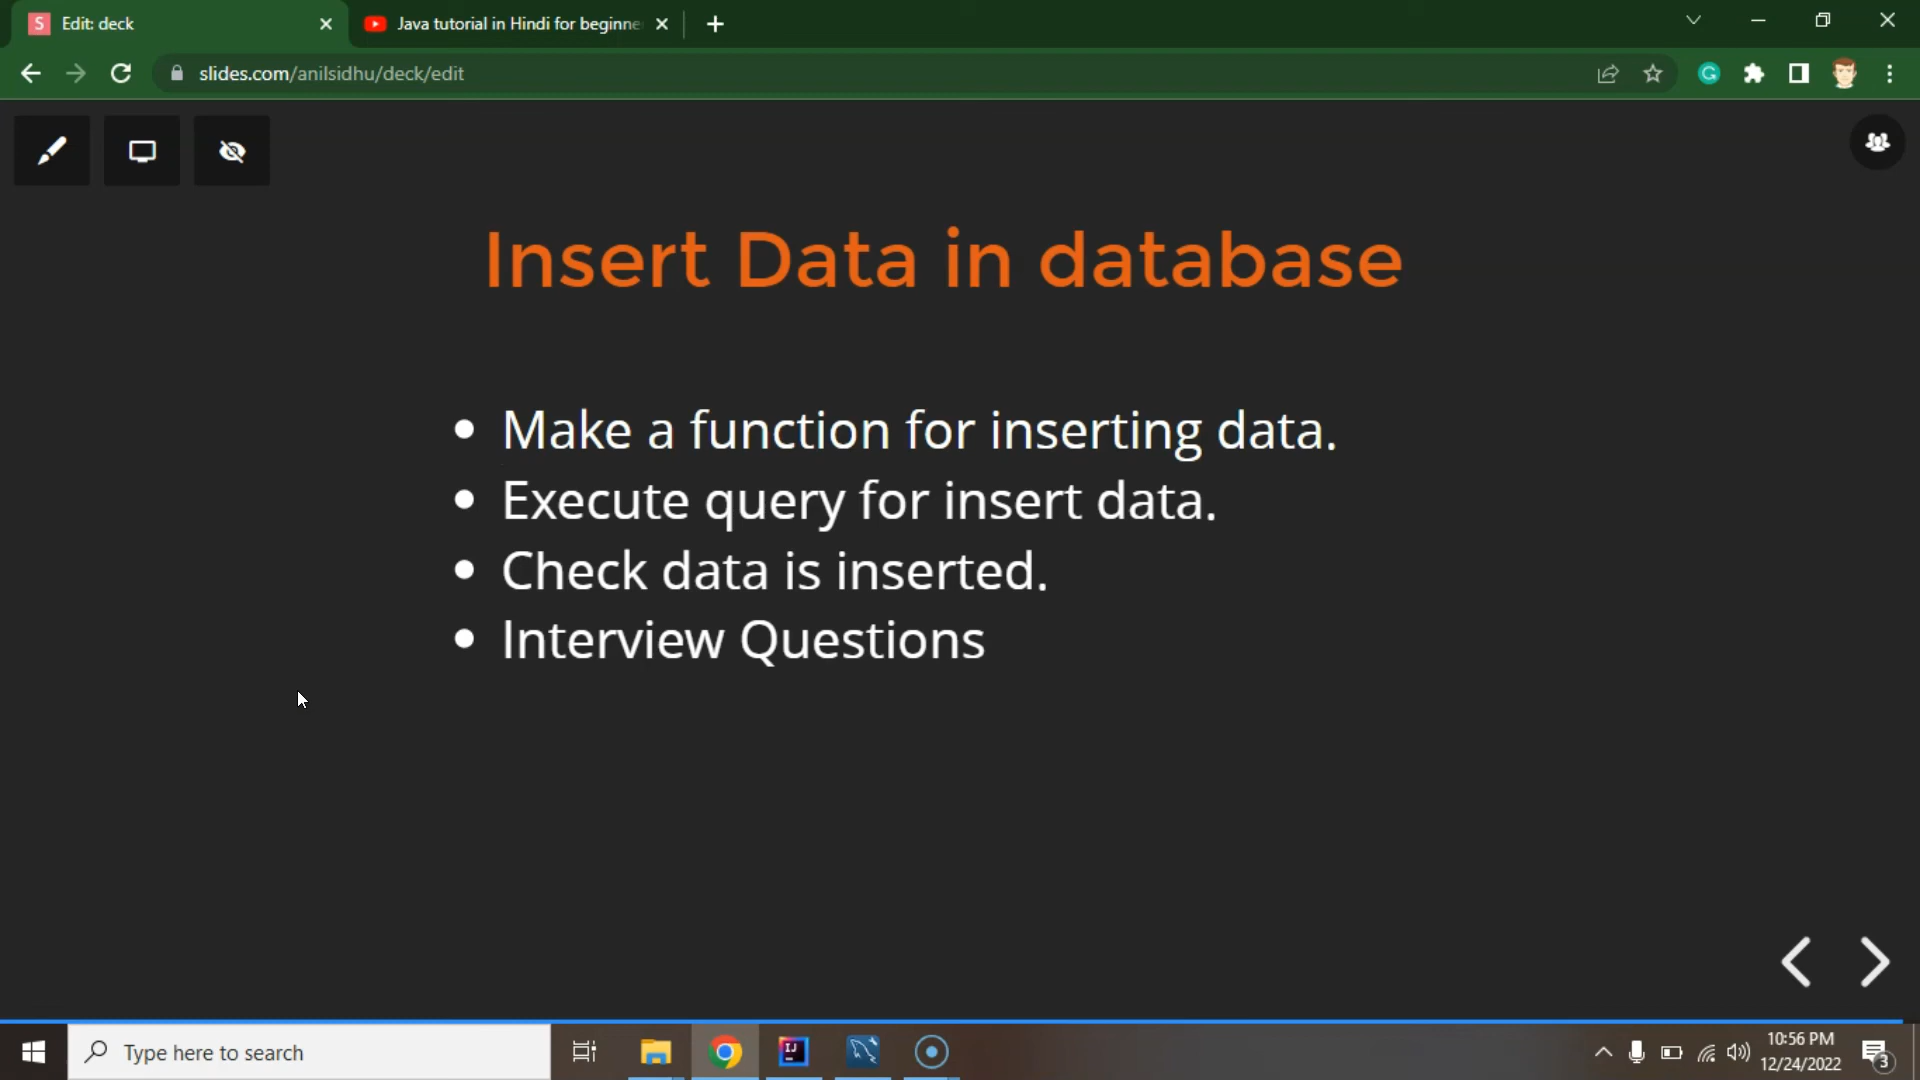 Edit: deck
Java tutorial in Hindi for beginne
slides.com/anilsidhu/deck/edit
Insert Data in database
Make a function for inserting data.
Execute query for insert data.
Check data is inserted.
Interview Questions
Type here to search
10:56 PM
12/24/2022
3